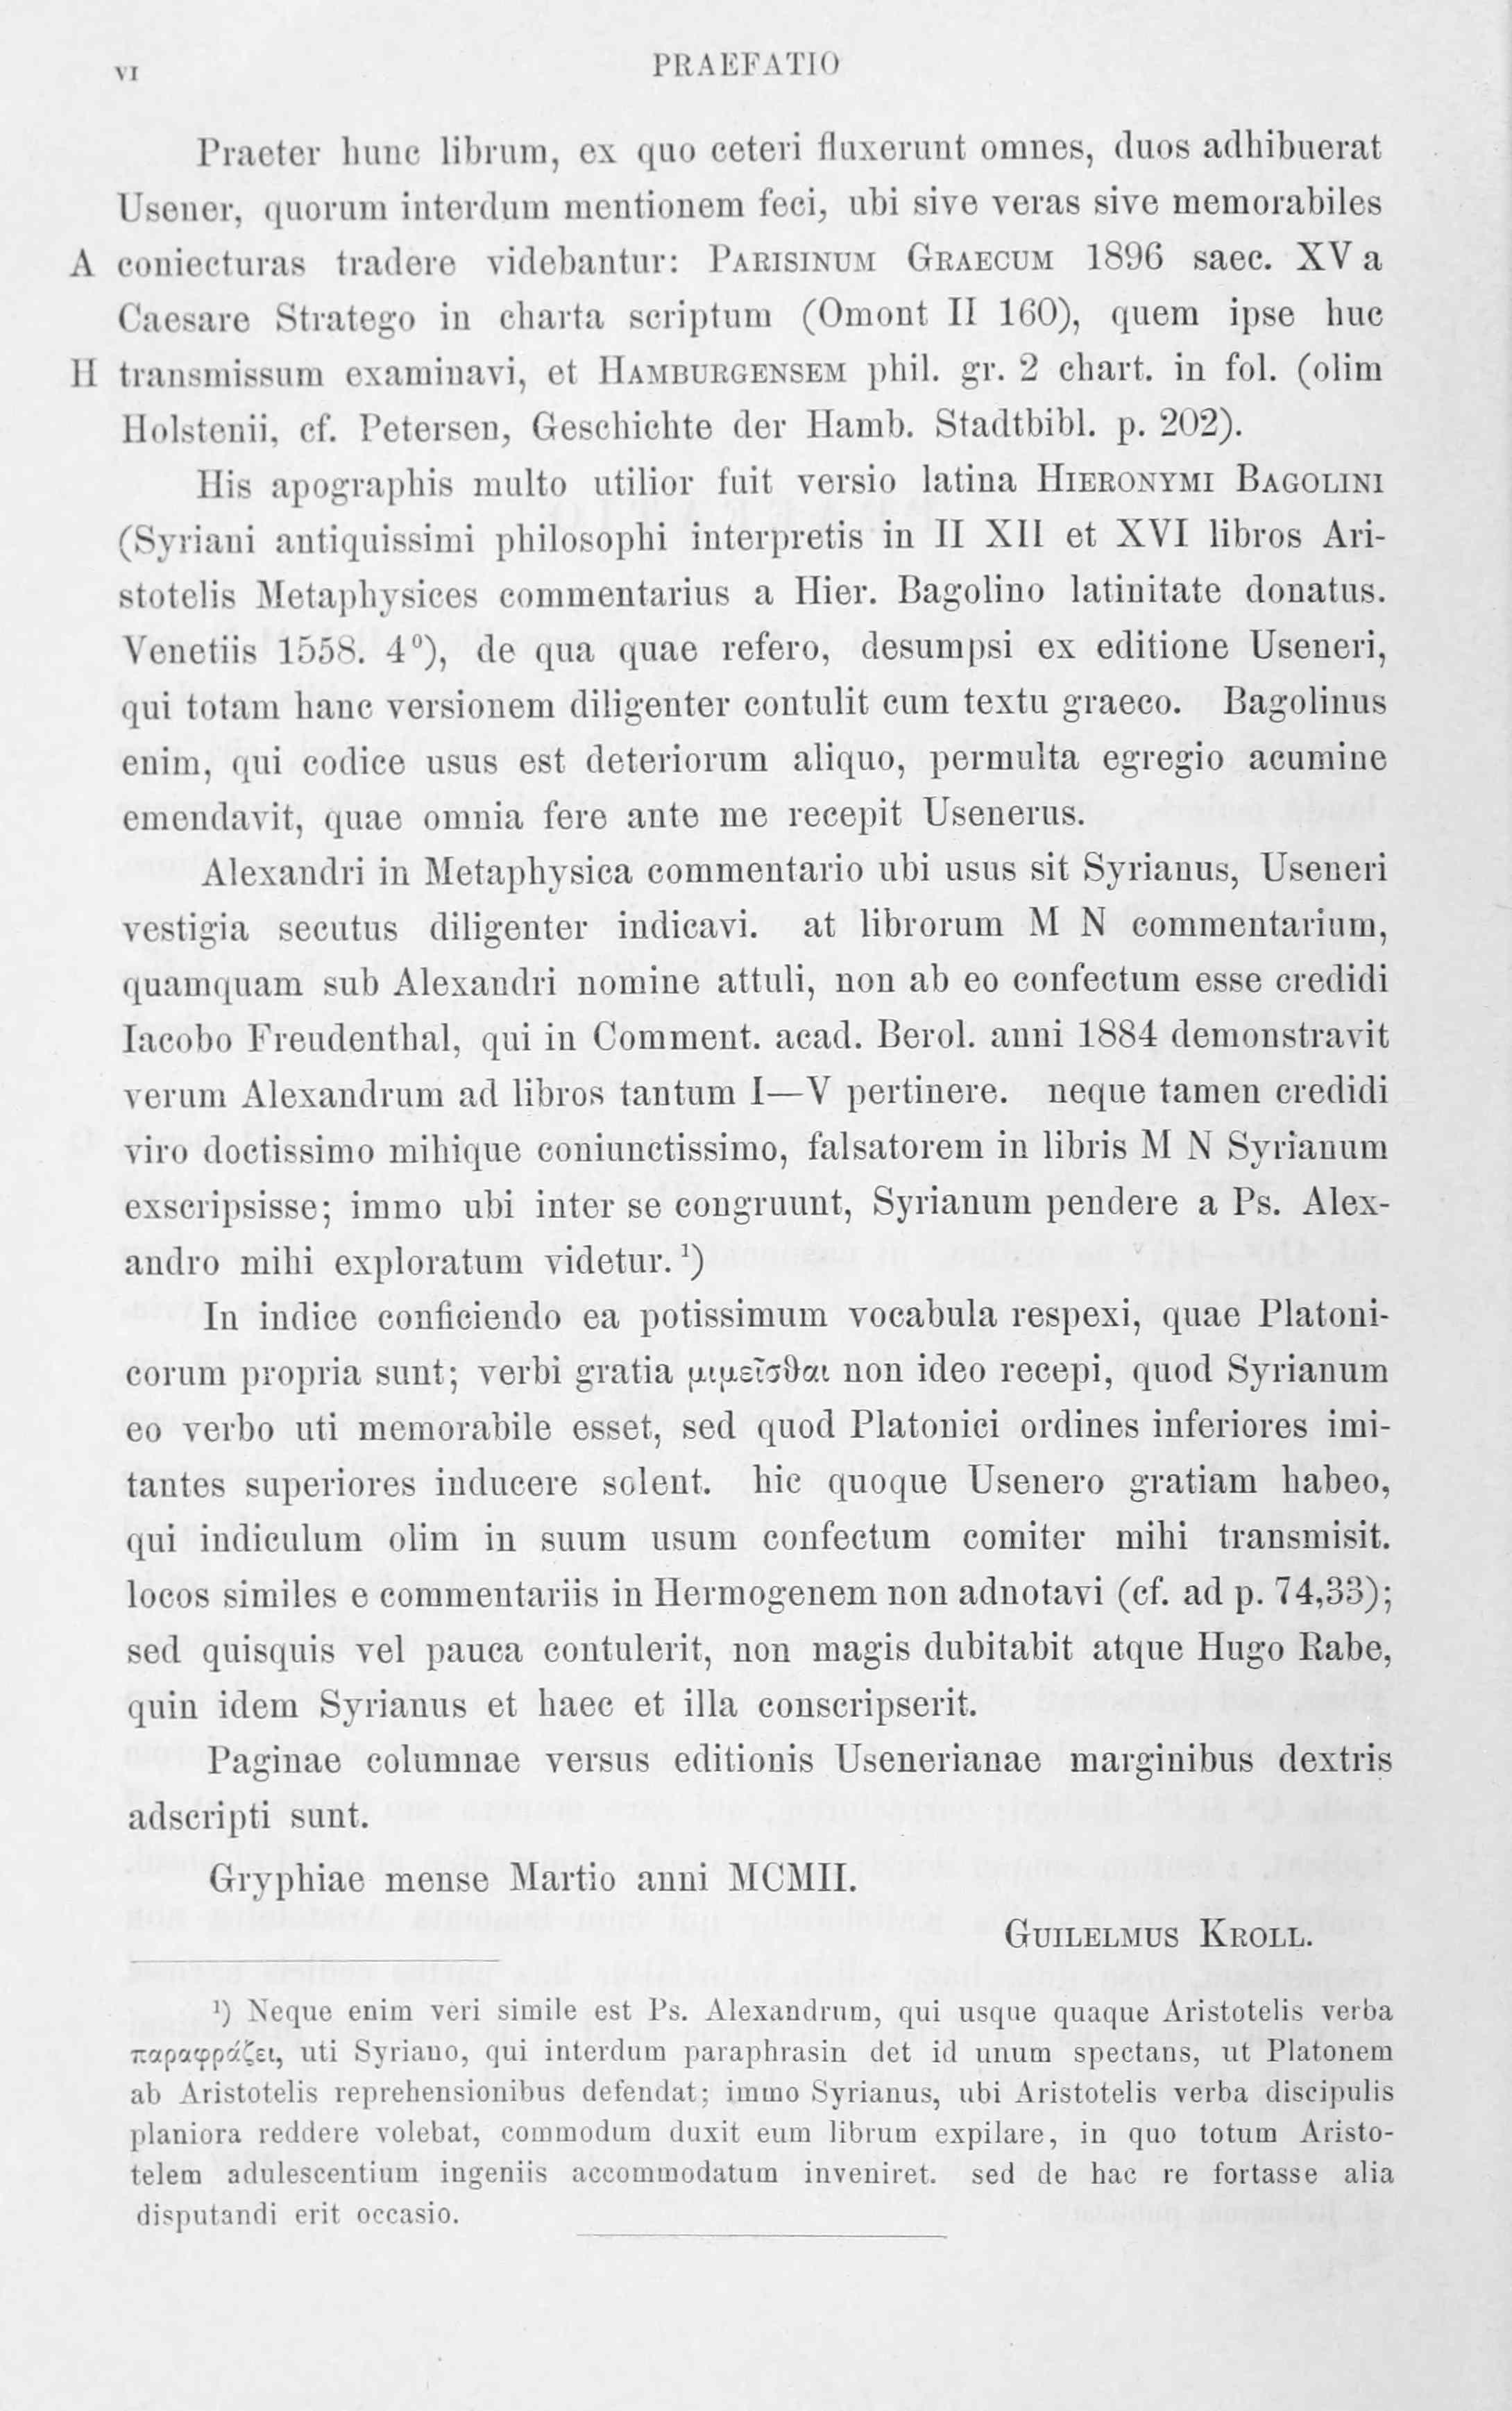 VI
PRAEFATIO
Praeter hunc librum, ex quo ceteri fluxerunt omnes, duos adhibuerat
Usener, quorum interdum mentionem feci, ubi sive veras sive memorabiles
A coniecturas tradere videbantur: PARISINUM GRAECUM 1896 saec. XV a
Caesare Stratego in charta scriptum (Omont II 160), quem ipse huc
H transmissum examinavi, et HAMBURGENSEM phil. gr. 2 chart. in fol. (olim
Holstenii, cf. Petersen, Geschichte der Hamb. Stadtbibl. p. 202).
His apographis multo utilior fuit versio latina HIERONYMI BAGOLINI
(Syriani antiquissimi philosophi interpretis in II XII et XVI libros Ari-
stotelis Metaphysices commentarius a Hier. Bagolino latinitate donatus.
Venetiis 1558. 4⁰), de qua quae refero, desumpsi ex editione Useneri,
qui totam hanc versionem diligenter contulit cum textu graeco. Bagolinus
enim, qui codice usus est deteriorum aliquo, permulta egregio acumine
emendavit, quae omnia fere ante me recepit Usenerus.
Alexandri in Metaphysica commentario ubi usus sit Syrianus, Useneri
vestigia secutus diligenter indicavi. at librorum M N commentarium,
quamquam sub Alexandri nomine attuli, non ab eo confectum esse credidi
Iacobo Freudenthal, qui in Comment. acad. Berol. anni 1884 demonstravit
verum Alexandrum ad libros tantum I—V pertinere. neque tamen credidi
viro doctissimo mihique coniunctissimo, falsatorem in libris M N Syrianum
exscripsisse; immo ubi inter se congruunt, Syrianum pendere a Ps. Alex-
andro mihi exploratum videtur.¹)
In indice conficiendo ea potissimum vocabula respexi, quae Platoni-
corum propria sunt; verbi gratia μιμεῖσθαι non ideo recepi, quod Syrianum
eo verbo uti memorabile esset, sed quod Platonici ordines inferiores imi-
tantes superiores inducere solent. hic quoque Usenero gratiam habeo,
qui indiculum olim in suum usum confectum comiter mihi transmisit.
locos similes e commentariis in Hermogenem non adnotavi (cf. ad p. 74,33);
sed quisquis vel pauca contulerit, non magis dubitabit atque Hugo Rabe,
quin idem Syrianus et haec et illa conscripserit.
Paginae columnae versus editionis Usenerianae marginibus dextris
adscripti sunt.
Gryphiae mense Martio anni MCMII.
GUILELMUS KROLL.
¹) Neque enim veri simile est Ps. Alexandrum, qui usque quaque Aristotelis verba
παραφράζει, uti Syriano, qui interdum paraphrasin det id unum spectans, ut Platonem
ab Aristotelis reprehensionibus defendat; immo Syrianus, ubi Aristotelis verba discipulis
planiora reddere volebat, commodum duxit eum librum expilare, in quo totum Aristo-
telem adulescentium ingeniis accommodatum inveniret. sed de hac re fortasse alia
disputandi erit occasio.